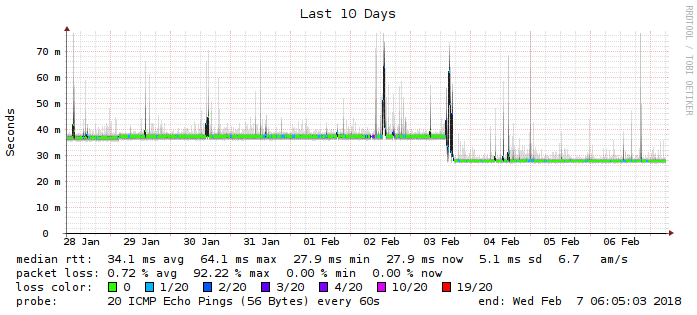 Last 10 Days
RRDTOOL / TOBI OETIKER
Seconds
70 m
60 m
50 m
40 m
30 m
20 m
10 m
0
28 Jan 29 Jan 30 Jan 31 Jan 01 Feb 02 Feb 03 Feb 04 Feb 05 Feb 06 Feb
median rtt: 34.1 ms avg 64.1 ms max 27.9 ms min 27.9 ms now 5.1 ms sd 6.7 am/s
packet loss: 0.72 % avg 92.22 % max 0.00 % min 0.00 % now
loss color: 0 1/20 2/20 3/20 4/20 10/20 19/20
probe: 20 ICMP Echo Pings (56 Bytes) every 60s end: Wed Feb 7 06:05:03 2018